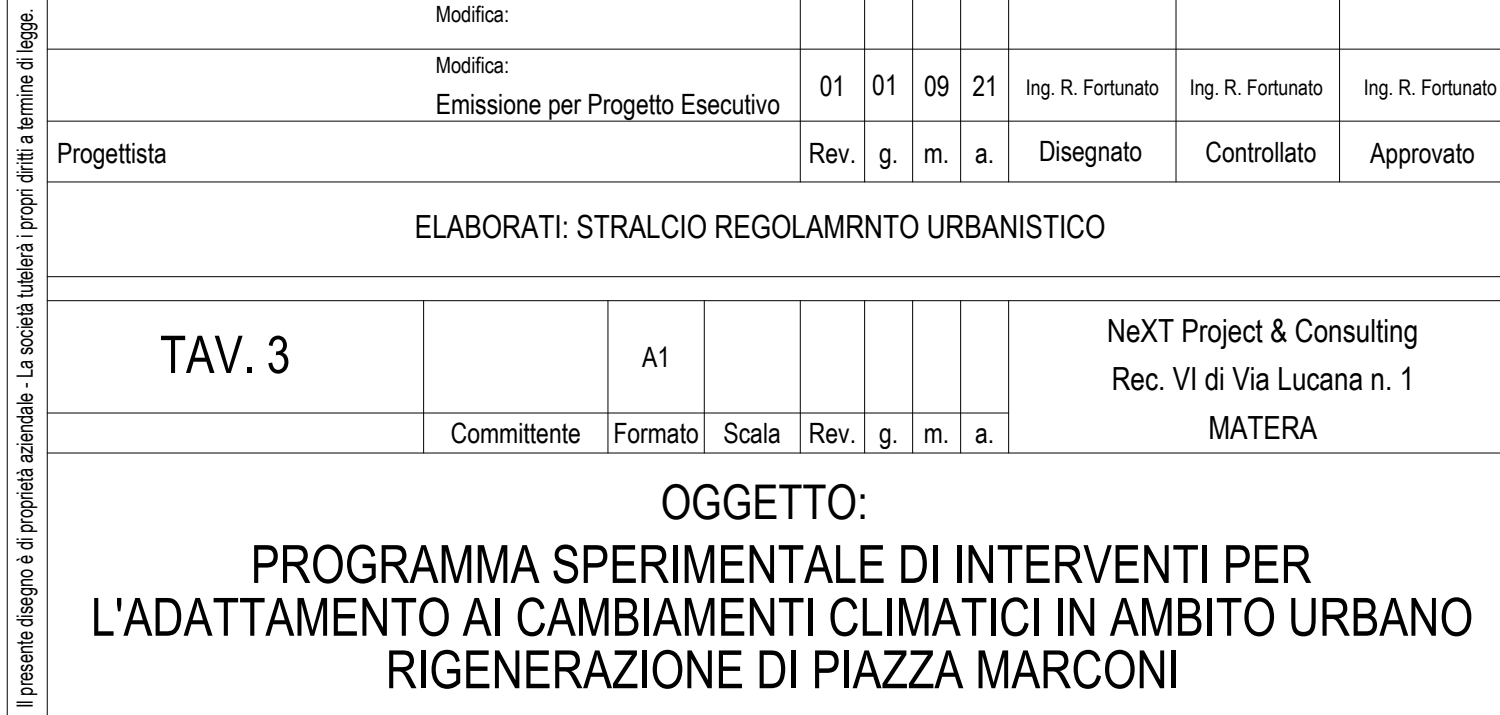 Modifica:
Modifica:
Emissione per Progetto Esecutivo 01 01 09 21 Ing. R. Fortunato Ing. R. Fortunato Ing. R. Fortunato
Progettista Rev. g. m. a. Disegnato Controllato Approvato
ELABORATI: STRALCIO REGOLAMRNTO URBANISTICO
TAV. 3 A1
NeXT Project & Consulting
Rec. VI di Via Lucana n. 1
MATERA
Committente Formato Scala Rev. g. m. a.
OGGETTO:
PROGRAMMA SPERIMENTALE DI INTERVENTI PER
L'ADATTAMENTO AI CAMBIAMENTI CLIMATICI IN AMBITO URBANO
RIGENERAZIONE DI PIAZZA MARCONI
Il presente disegno è di proprietà aziendale - La società tutelerà i propri diritti a termine di legge.